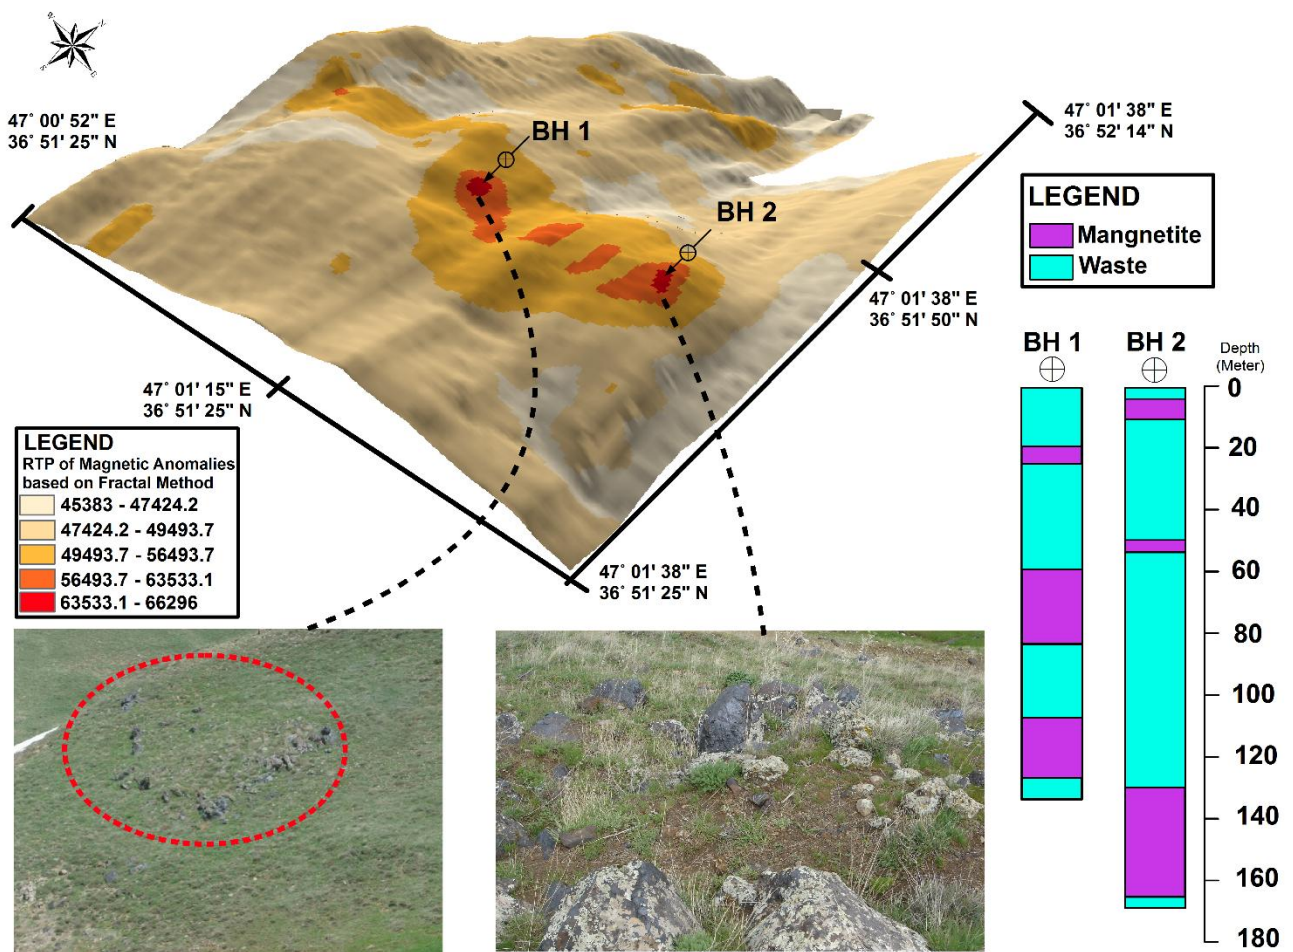 47° 00' 52" E
36° 51' 25" N
BH 1
BH 2
47° 01' 38" E
36° 52' 14" N
LEGEND
Mangnetite
Waste
47° 01' 38" E
36° 51' 50" N
47° 01' 15" E
36° 51' 25" N
47° 01' 38" E
36° 51' 25" N
LEGEND
RTP of Magnetic Anomalies
based on Fractal Method
45383 - 47424.2
47424.2 - 49493.7
49493.7 - 56493.7
56493.7 - 63533.1
63533.1 - 66296
BH 1
BH 2
Depth
(Meter)
0
20
40
60
80
100
120
140
160
180